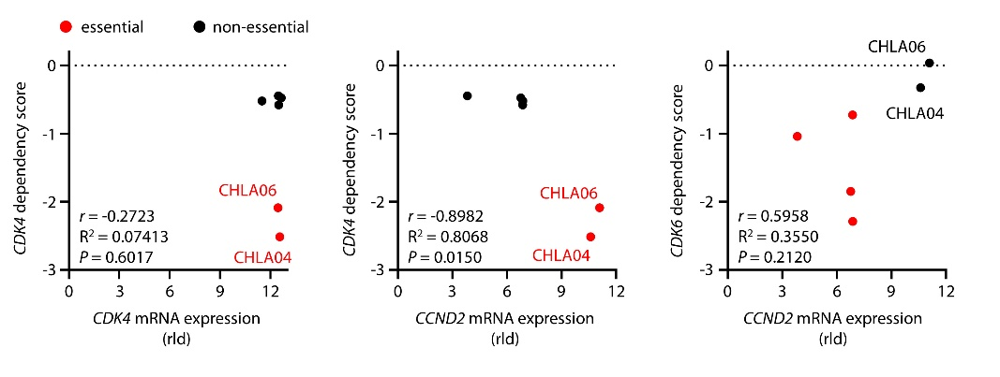 essential
non-essential
0
-1
-2
-3
CDK4 dependency score
CHLA06
CHLA04
r = -0.2723
R² = 0.07413
P = 0.6017
0 3 6 9 12
CDK4 mRNA expression
(rld)
0
-1
-2
-3
CDK4 dependency score
CHLA06
CHLA04
r = -0.8982
R² = 0.8068
P = 0.0150
0 3 6 9 12
CCND2 mRNA expression
(rld)
0
-1
-2
-3
CDK6 dependency score
CHLA06
CHLA04
r = 0.5958
R² = 0.3550
P = 0.2120
0 3 6 9 12
CCND2 mRNA expression
(rld)